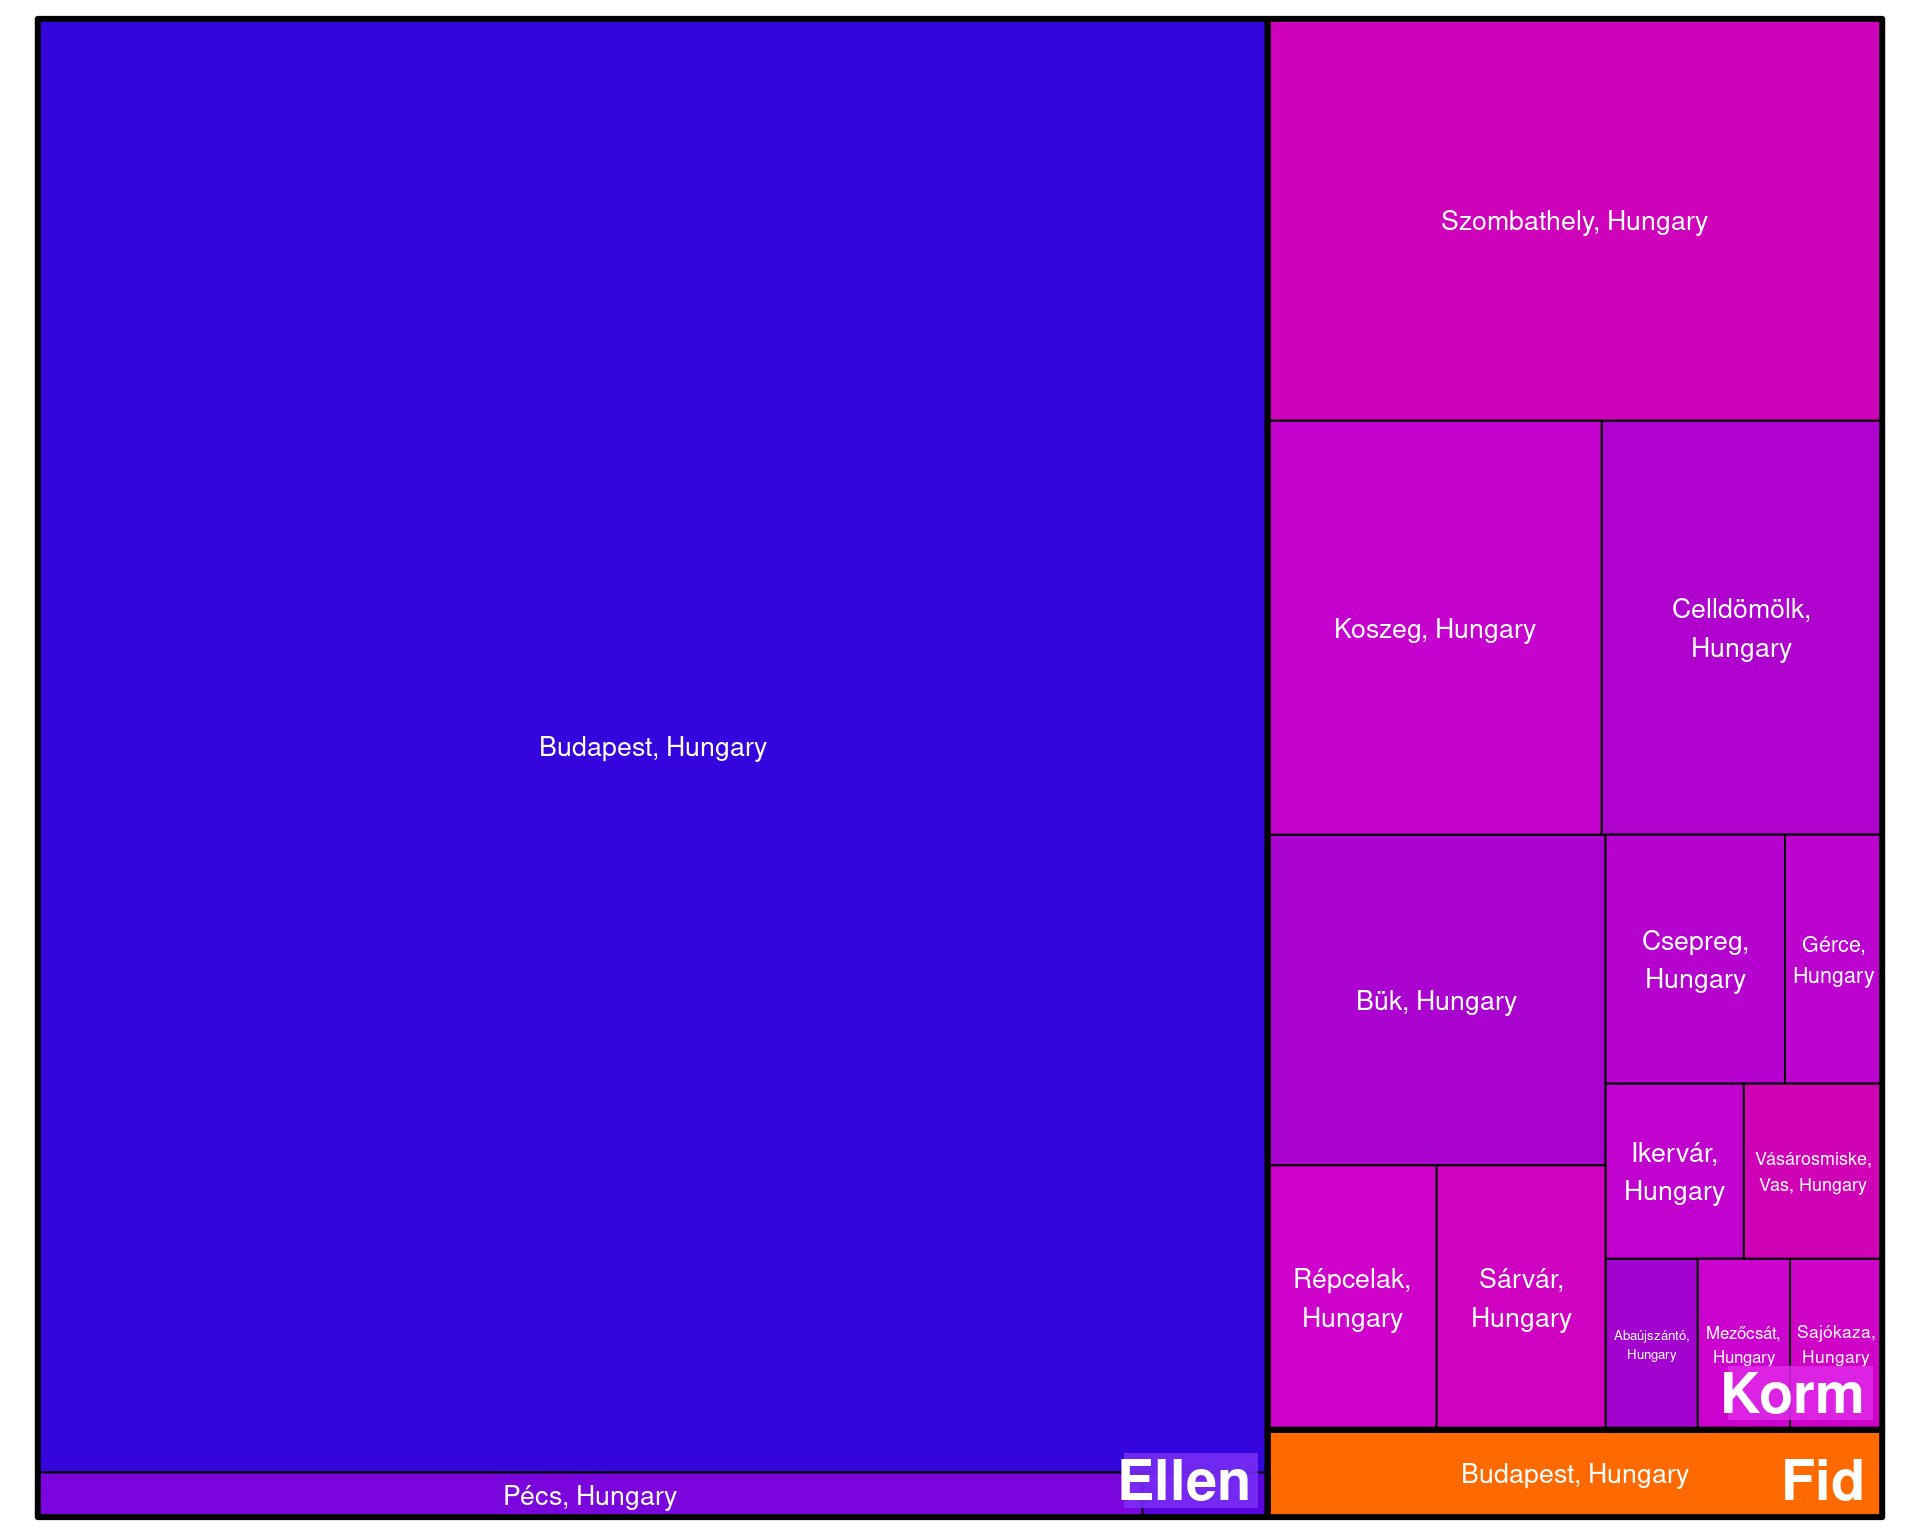 Budapest, Hungary
Pécs, Hungary
Ellen
Szombathely, Hungary
Koszeg, Hungary
Celldömölk,
Hungary
Bük, Hungary
Csepreg,
Hungary
Gérce,
Hungary
Ikervár,
Hungary
Vásárosmiske,
Vas, Hungary
Répcelak,
Hungary
Sárvár,
Hungary
Abaújszántó,
Hungary
Mezőcsát,
Hungary
Sajókaza,
Hungary
Korm
Budapest, Hungary
Fid